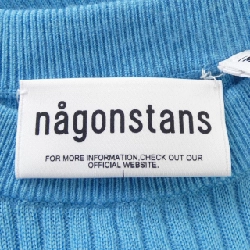 någonstans
FOR MORE INFORMATION,CHECK OUT OUR
OFFICIAL WEBSITE.